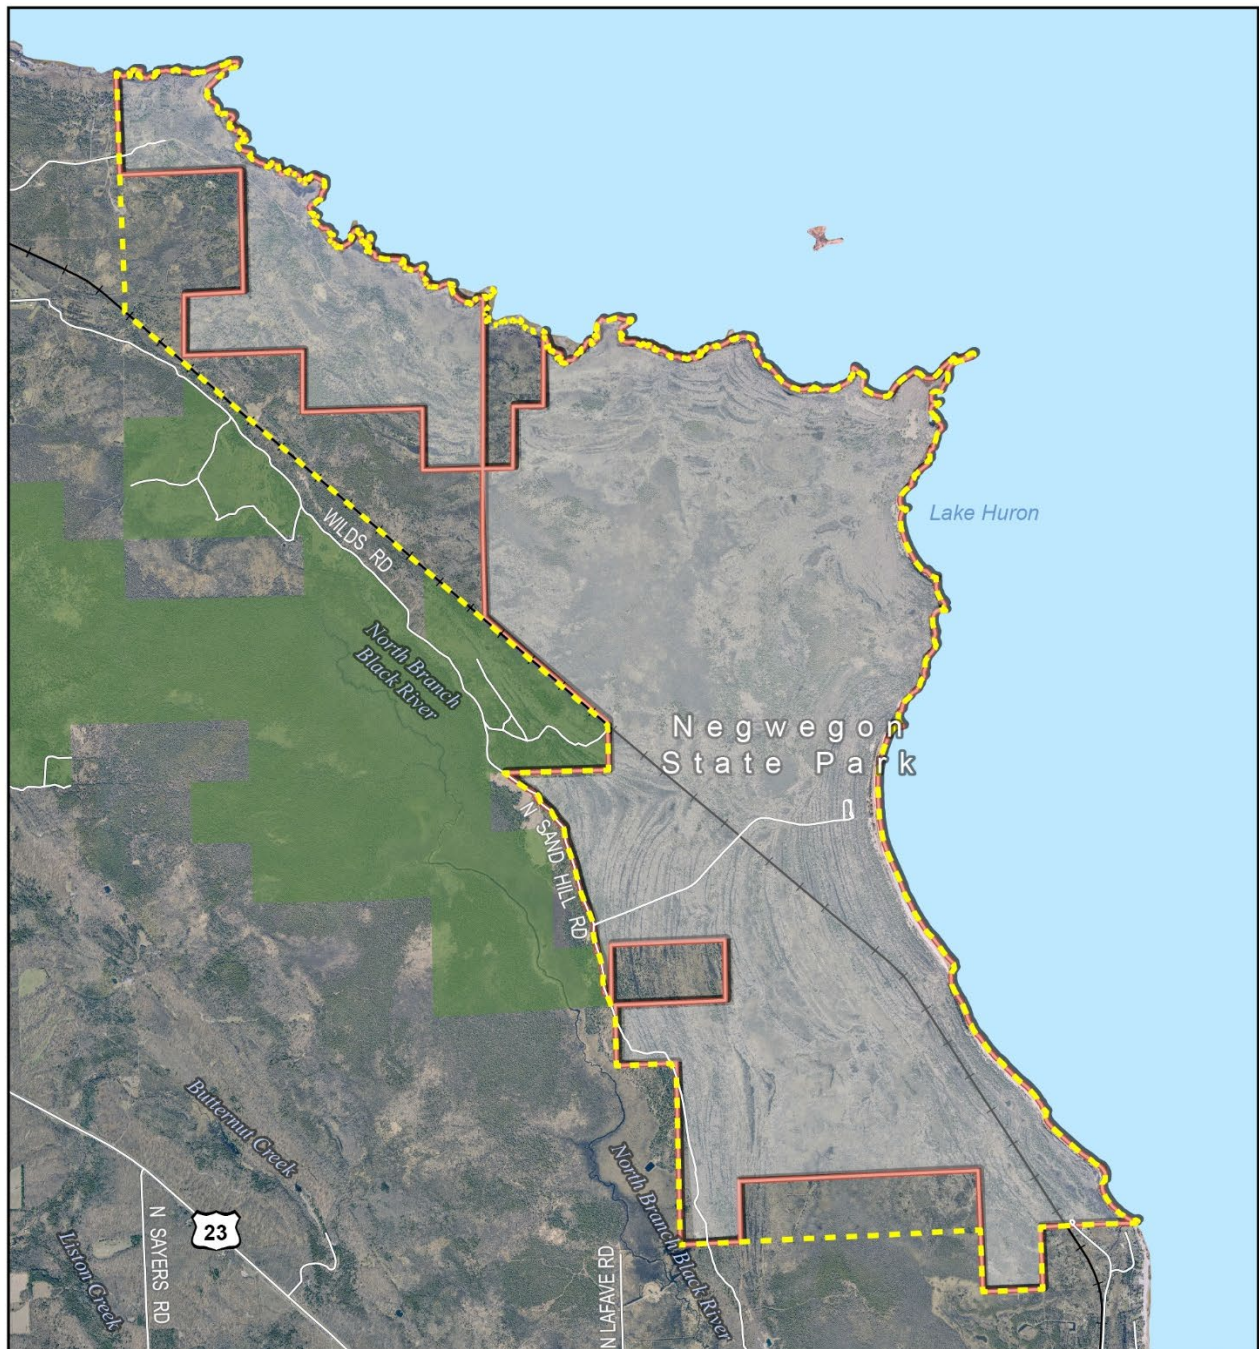 Lake Huron
WILDS RD
North Branch
Black River
Negwegon
State Park
N SAND HILL RD
Butternut Creek
North Branch Black River
23
N SAYERS RD
Liston Creek
N LAFAVE RD